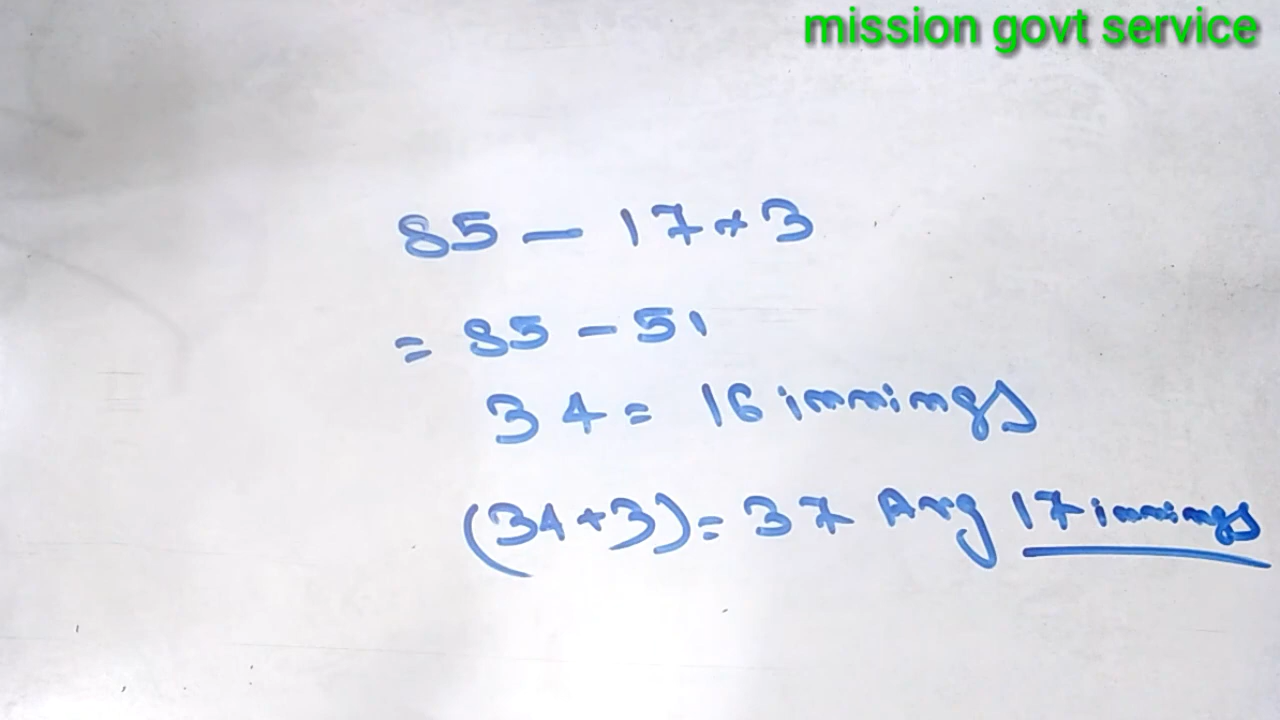 mission govt service
85 - 17 * 3
= 85 - 51
34 = 16 innings
(34+3) = 37 Avg 17 innings